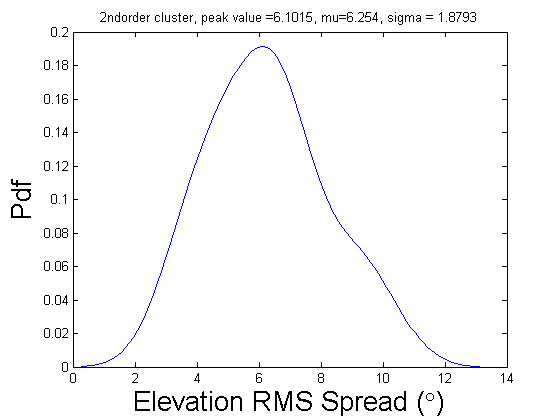 2ndorder cluster, peak value =6.1015, mu=6.254, sigma = 1.8793
0.2
0.18
0.16
0.14
0.12
0.1
0.08
0.06
0.04
0.02
0
Pdf
0 2 4 6 8 10 12 14
Elevation RMS Spread (°)